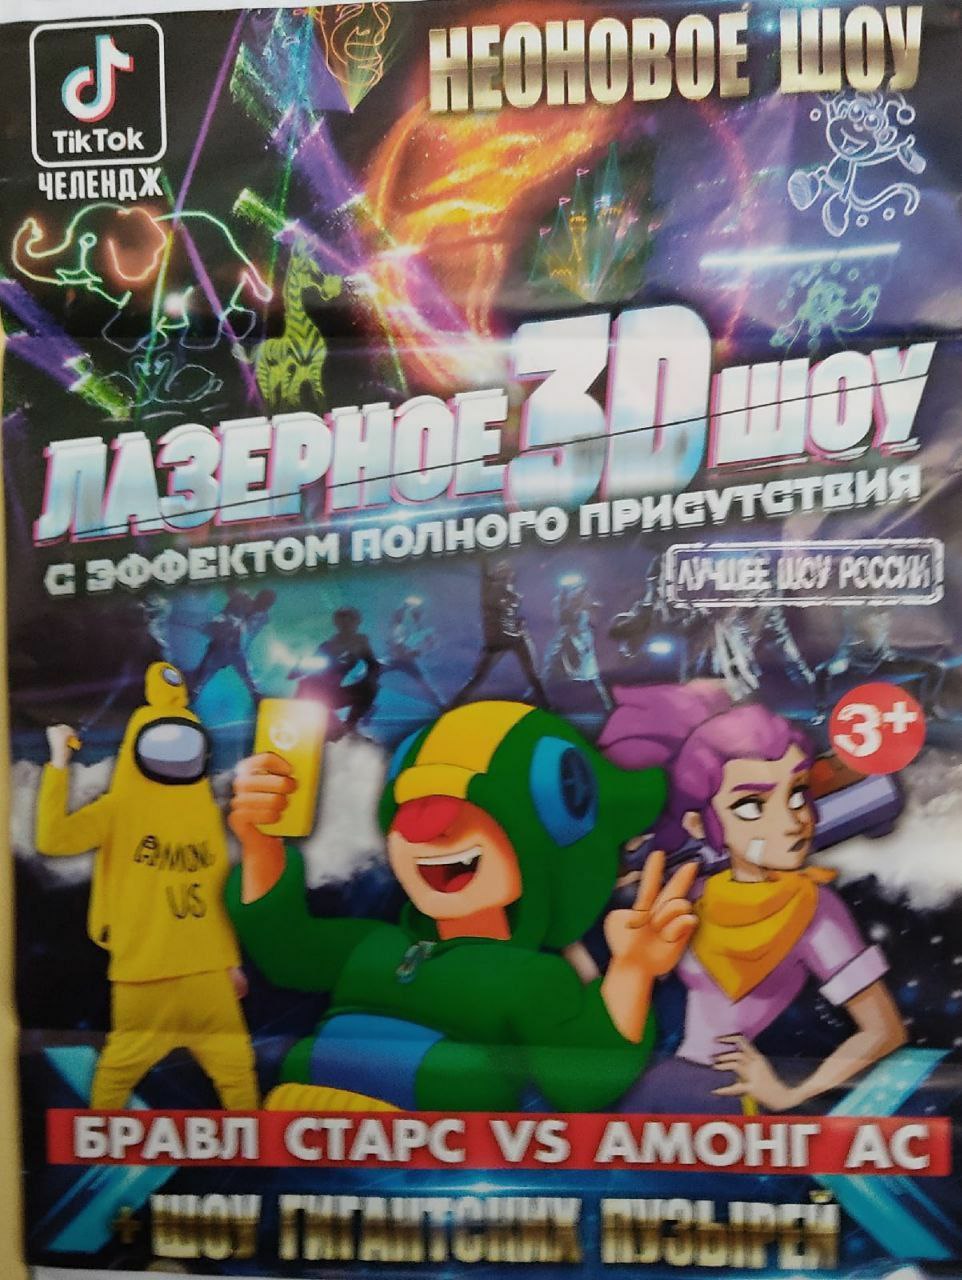 НЕОНОВОЕ ШОУ
TikTok
ЧЕЛЕНДЖ
ЛАЗЕРНОЕ 3D ШОУ
С ЭФФЕКТОМ ПОЛНОГО ПРИСУТСТВИЯ
ЛУЧШЕЕ ШОУ РОССИИ
3+
AMONG
US
БРАВЛ СТАРС VS АМОНГ АС
+ ШОУ ГИГАНТСКИХ ПУЗЫРЕЙ